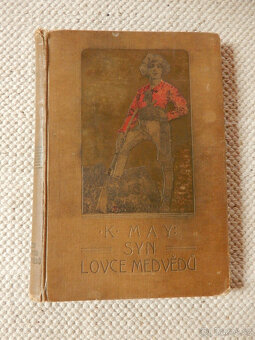 · K · MAY ·
SYN
LOVCE MEDVĚDŮ